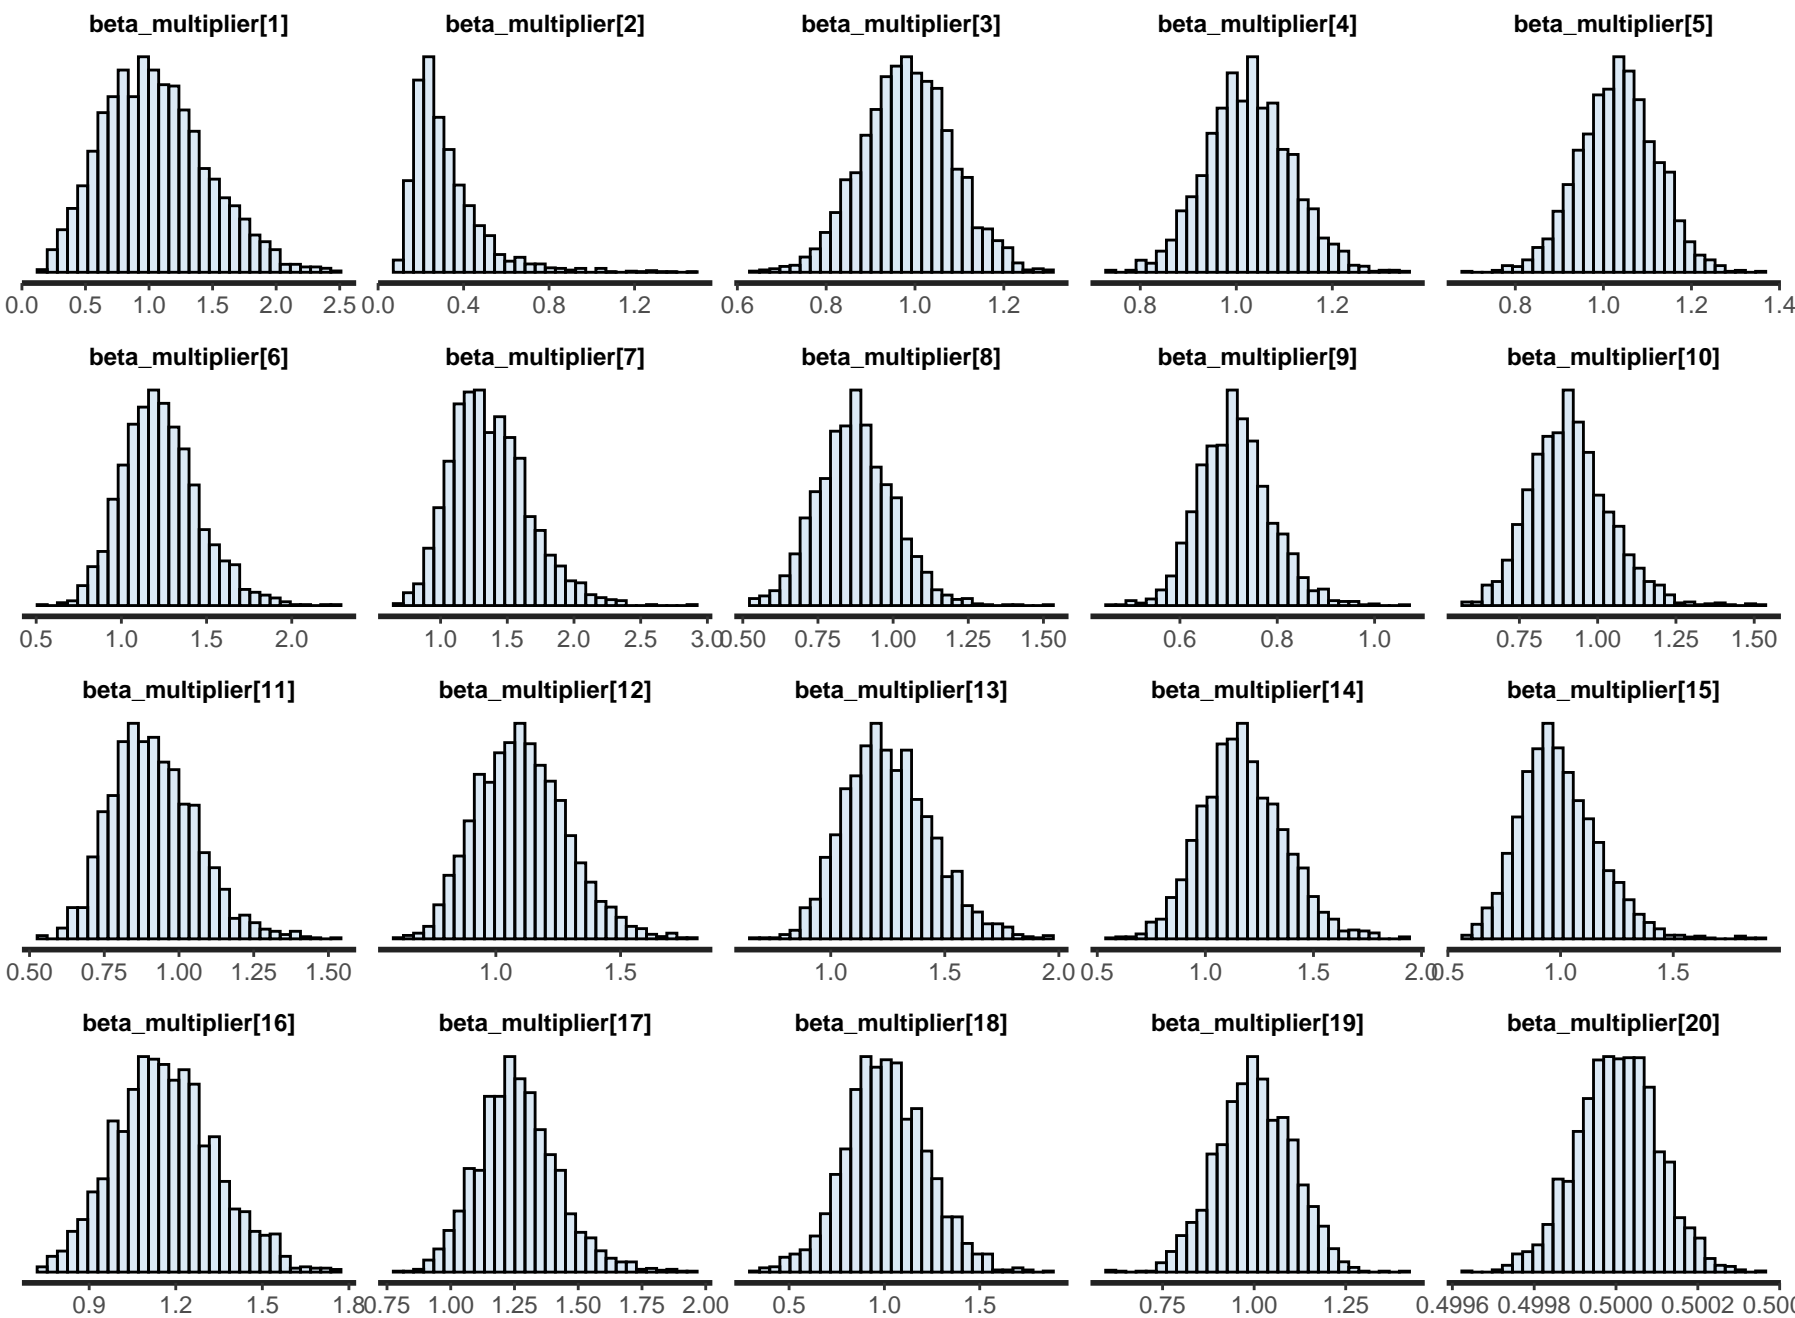 beta_multiplier[1] beta_multiplier[2] beta_multiplier[3] beta_multiplier[4] beta_multiplier[5]
0.0 0.5 1.0 1.5 2.0 2.5 0.0 0.4 0.8 1.2 0.6 0.8 1.0 1.2 0.8 1.0 1.2 0.8 1.0 1.2 1.4
beta_multiplier[6] beta_multiplier[7] beta_multiplier[8] beta_multiplier[9] beta_multiplier[10]
0.5 1.0 1.5 2.0 1.0 1.5 2.0 2.5 3.0 0.50 0.75 1.00 1.25 1.50 0.6 0.8 1.0 0.75 1.00 1.25 1.50
beta_multiplier[11] beta_multiplier[12] beta_multiplier[13] beta_multiplier[14] beta_multiplier[15]
0.50 0.75 1.00 1.25 1.50 1.0 1.5 1.0 1.5 2.0 0.5 1.0 1.5 2.0 0.5 1.0 1.5
beta_multiplier[16] beta_multiplier[17] beta_multiplier[18] beta_multiplier[19] beta_multiplier[20]
0.9 1.2 1.5 1.8 0.75 1.00 1.25 1.50 1.75 2.00 0.5 1.0 1.5 0.75 1.00 1.25 0.4996 0.4998 0.5000 0.5002